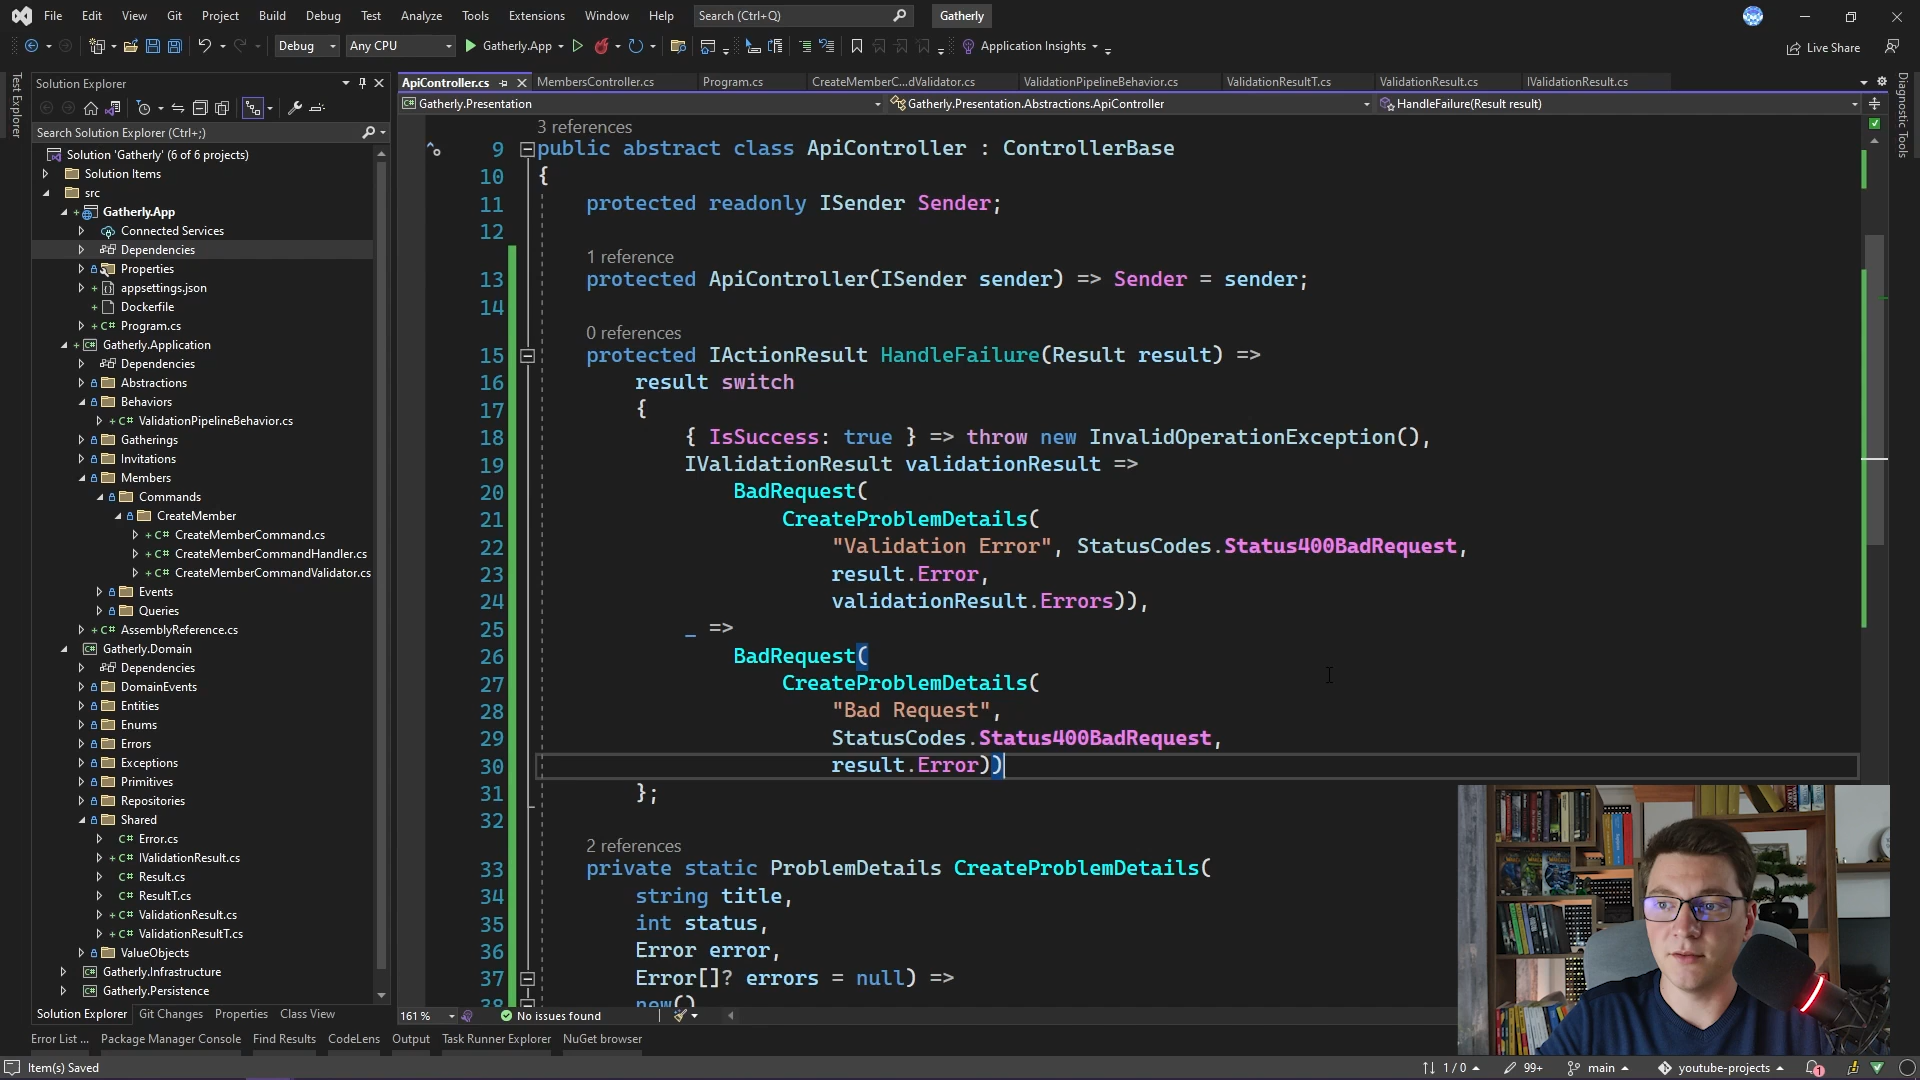 File Edit View Git Project Build Debug Test Analyze Tools Extensions Window Help Search (Ctrl+Q) Gatherly
Debug Any CPU Gatherly.App Application Insights Live Share
Test Explorer
Solution Explorer
Search Solution Explorer (Ctrl+;)
Solution 'Gatherly' (6 of 6 projects)
Solution Items
src
Gatherly.App
Connected Services
Dependencies
Properties
appsettings.json
Dockerfile
C# Program.cs
Gatherly.Application
Dependencies
Abstractions
Behaviors
C# ValidationPipelineBehavior.cs
Gatherings
Invitations
Members
Commands
CreateMember
C# CreateMemberCommand.cs
C# CreateMemberCommandHandler.cs
C# CreateMemberCommandValidator.cs
Events
Queries
C# AssemblyReference.cs
Gatherly.Domain
Dependencies
DomainEvents
Entities
Enums
Errors
Exceptions
Primitives
Repositories
Shared
C# Error.cs
C# IValidationResult.cs
C# Result.cs
C# ResultT.cs
C# ValidationResult.cs
C# ValidationResultT.cs
ValueObjects
Gatherly.Infrastructure
Gatherly.Persistence
Solution Explorer Git Changes Properties Class View
ApiController.cs MembersController.cs Program.cs CreateMemberC...dValidator.cs ValidationPipelineBehavior.cs ValidationResultT.cs ValidationResult.cs IValidationResult.cs
Gatherly.Presentation Gatherly.Presentation.Abstractions.ApiController HandleFailure(Result result)
3 references
9 public abstract class ApiController : ControllerBase
10 {
11 protected readonly ISender Sender;
12
1 reference
13 protected ApiController(ISender sender) => Sender = sender;
14
0 references
15 protected IActionResult HandleFailure(Result result) =>
16 result switch
17 {
18 { IsSuccess: true } => throw new InvalidOperationException(),
19 IValidationResult validationResult =>
20 BadRequest(
21 CreateProblemDetails(
22 "Validation Error", StatusCodes.Status400BadRequest,
23 result.Error,
24 validationResult.Errors)),
25 _ =>
26 BadRequest(
27 CreateProblemDetails(
28 "Bad Request",
29 StatusCodes.Status400BadRequest,
30 result.Error))
31 };
32
2 references
33 private static ProblemDetails CreateProblemDetails(
34 string title,
35 int status,
36 Error error,
37 Error[]? errors = null) =>
38 new()
Diagnostic Tools
161 % No issues found
Error List ... Package Manager Console Find Results CodeLens Output Task Runner Explorer NuGet browser
Item(s) Saved 1 / 0 99+ main youtube-projects 1